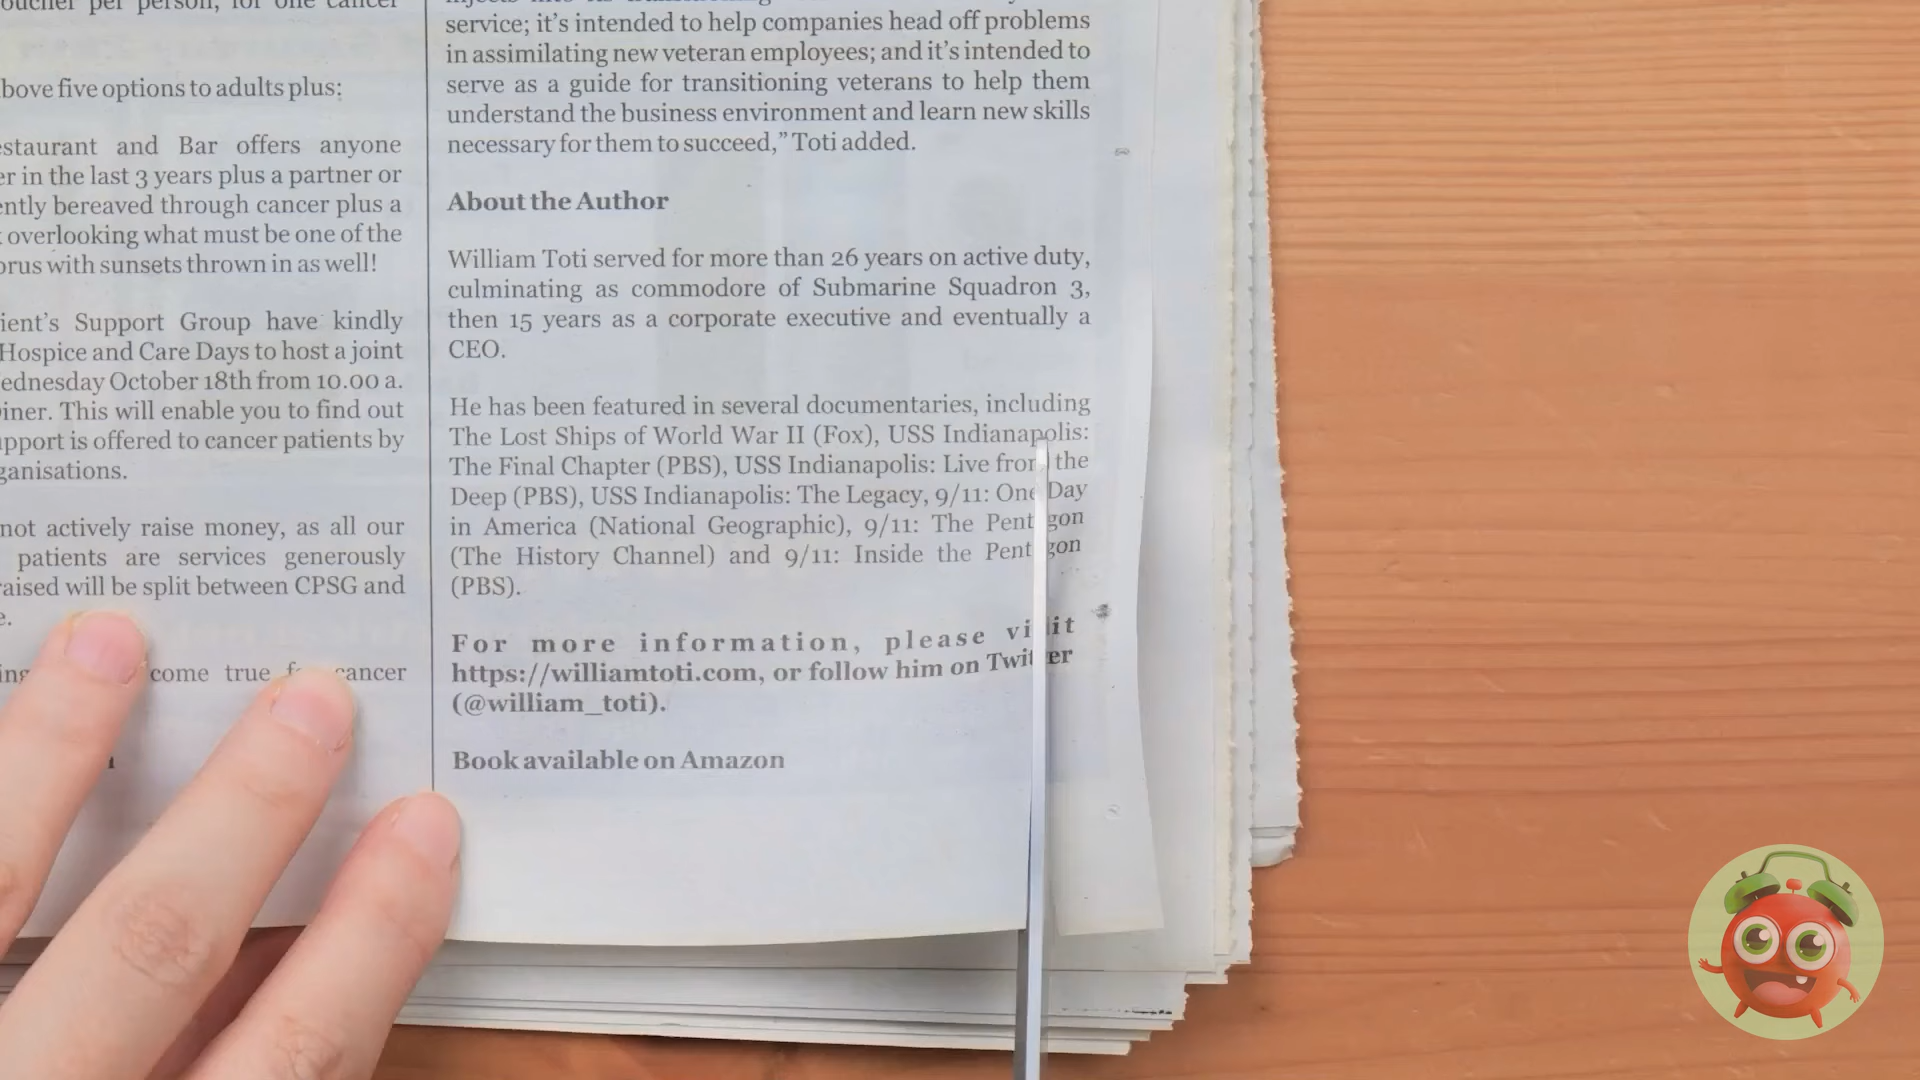 voucher per person, for one cancer
bove five options to adults plus:
estaurant and Bar offers anyone
er in the last 3 years plus a partner or
ently bereaved through cancer plus a
overlooking what must be one of the
orus with sunsets thrown in as well!
ient's Support Group have kindly
Hospice and Care Days to host a joint
ednesday October 18th from 10.00 a.
iner. This will enable you to find out
pport is offered to cancer patients by
ganisations.
not actively raise money, as all our
patients are services generously
raised will be split between CPSG and
e.
come true cancer
service; it's intended to help companies head off problems
in assimilating new veteran employees; and it's intended to
serve as a guide for transitioning veterans to help them
understand the business environment and learn new skills
necessary for them to succeed," Toti added.
About the Author
William Toti served for more than 26 years on active duty,
culminating as commodore of Submarine Squadron 3,
then 15 years as a corporate executive and eventually a
CEO.
He has been featured in several documentaries, including
The Lost Ships of World War II (Fox), USS Indianapolis:
The Final Chapter (PBS), USS Indianapolis: Live from the
Deep (PBS), USS Indianapolis: The Legacy, 9/11: One Day
in America (National Geographic), 9/11: The Pentagon
(The History Channel) and 9/11: Inside the Pentagon
(PBS).
For more information, please visit
https://williamtoti.com, or follow him on Twitter
(@william_toti).
Book available on Amazon